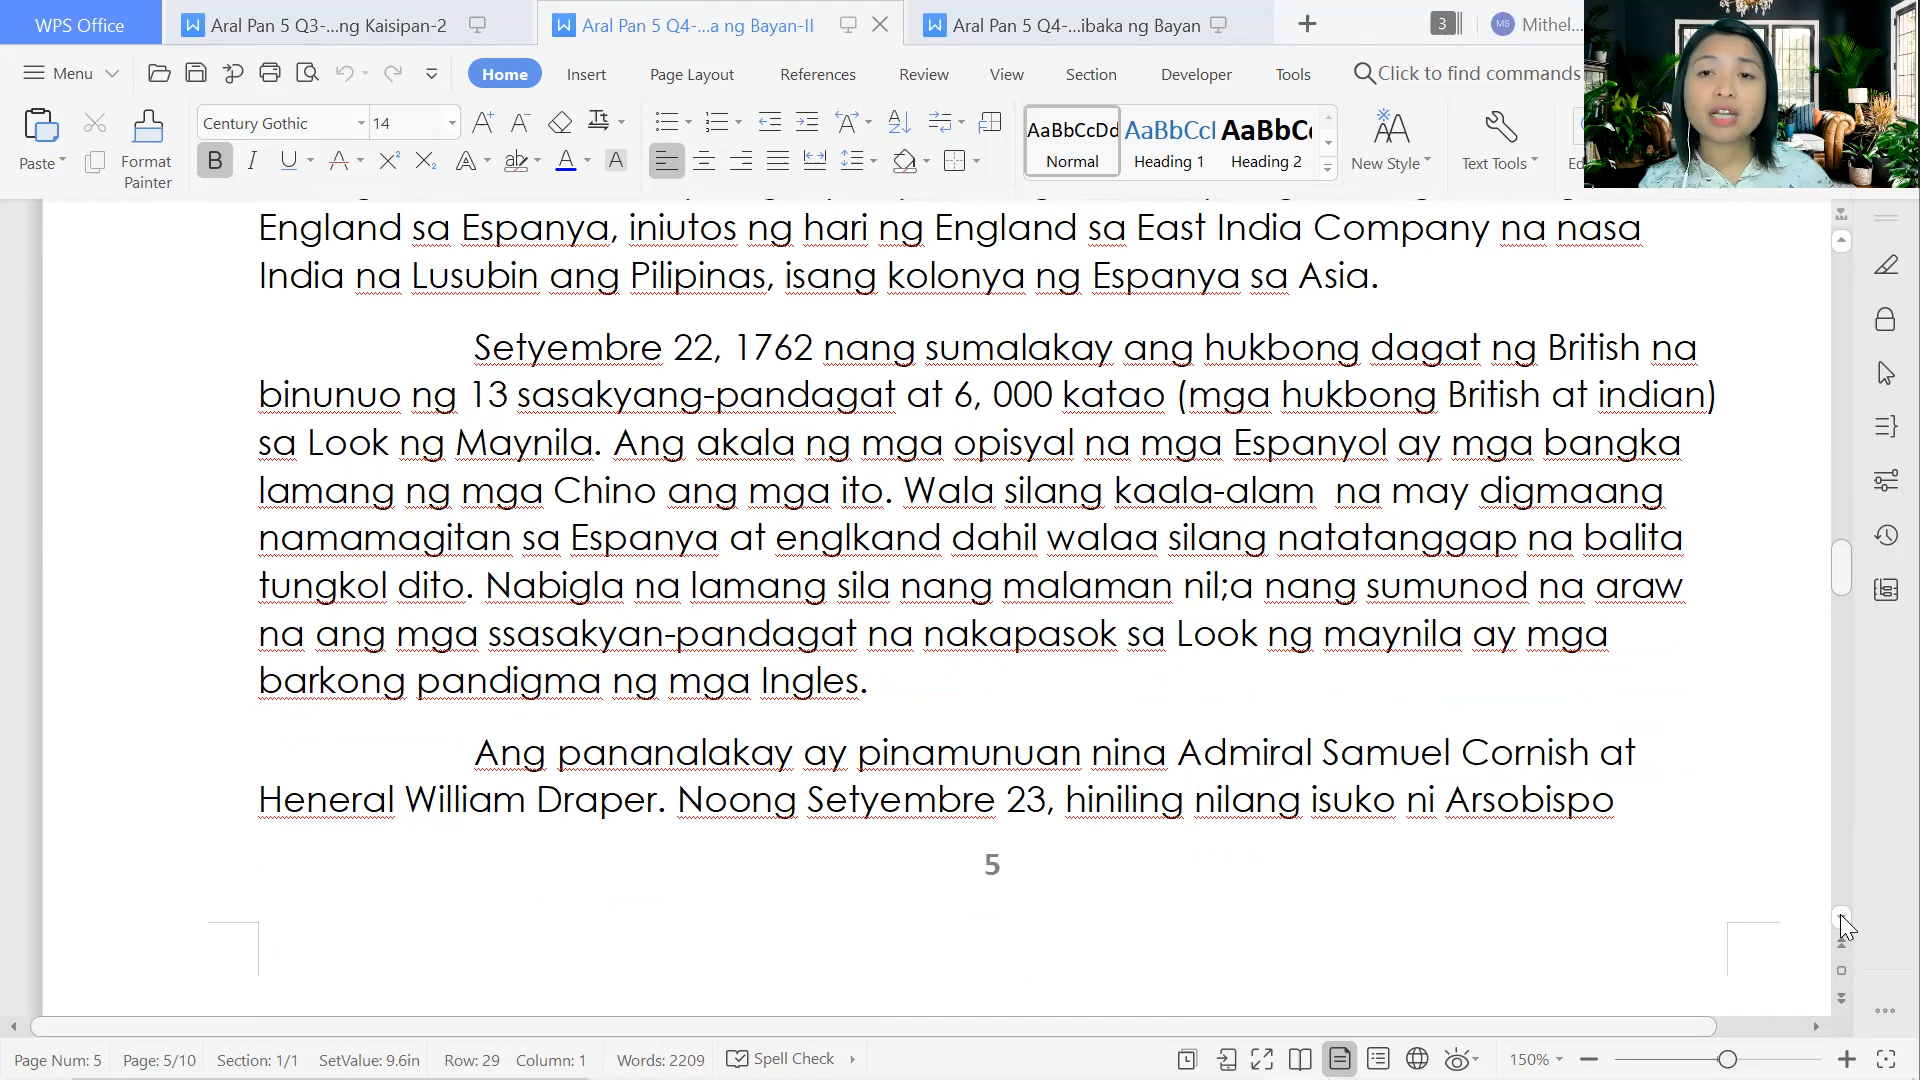 WPS Office
Aral Pan 5 Q3-...ng Kaisipan-2
Aral Pan 5 Q4-...a ng Bayan-II
Aral Pan 5 Q4-...ibaka ng Bayan
3
MS
Mithel...
Menu
Home
Insert
Page Layout
References
Review
View
Section
Developer
Tools
Click to find commands
Paste
Format
Painter
Century Gothic
14
AaBbCcDd
Normal
AaBbCcI
Heading 1
AaBbC
Heading 2
New Style
Text Tools
England sa Espanya, iniutos ng hari ng England sa East India Company na nasa
India na Lusubin ang Pilipinas, isang kolonya ng Espanya sa Asia.
Setyembre 22, 1762 nang sumalakay ang hukbong dagat ng British na
binunuo ng 13 sasakyang-pandagat at 6, 000 katao (mga hukbong British at indian)
sa Look ng Maynila. Ang akala ng mga opisyal na mga Espanyol ay mga bangka
lamang ng mga Chino ang mga ito. Wala silang kaala-alam na may digmaang
namamagitan sa Espanya at englkand dahil walaa silang natatanggap na balita
tungkol dito. Nabigla na lamang sila nang malaman nil;a nang sumunod na araw
na ang mga ssasakyan-pandagat na nakapasok sa Look ng maynila ay mga
barkong pandigma ng mga Ingles.
Ang pananalakay ay pinamunuan nina Admiral Samuel Cornish at
Heneral William Draper. Noong Setyembre 23, hiniling nilang isuko ni Arsobispo
5
Page Num: 5
Page: 5/10
Section: 1/1
SetValue: 9.6in
Row: 29
Column: 1
Words: 2209
Spell Check
150%